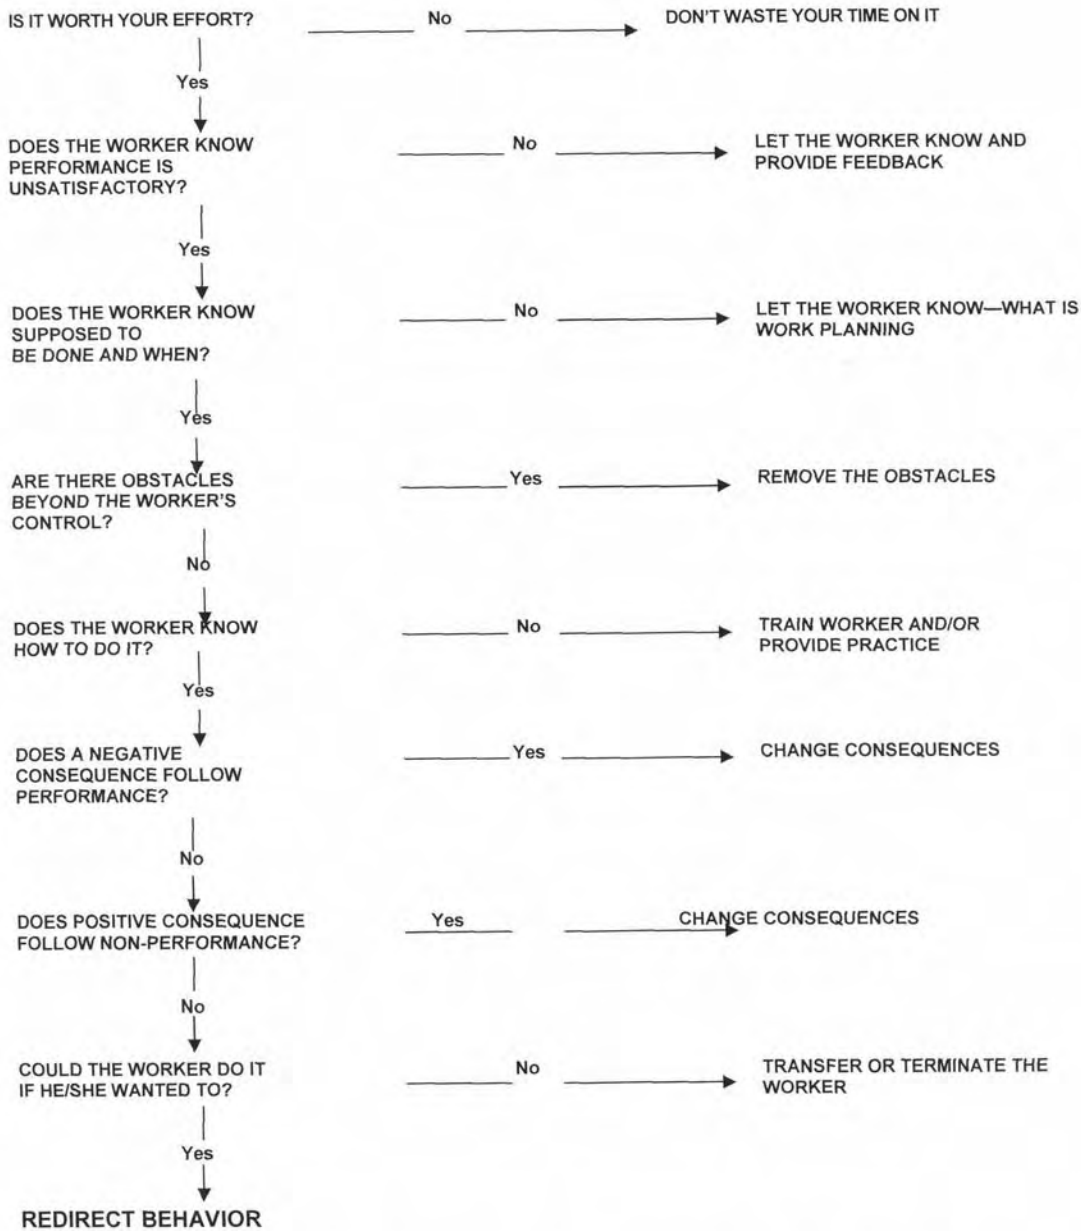 IS IT WORTH YOUR EFFORT?
No
DON'T WASTE YOUR TIME ON IT
Yes
DOES THE WORKER KNOW
PERFORMANCE IS
UNSATISFACTORY?
No
LET THE WORKER KNOW AND
PROVIDE FEEDBACK
Yes
DOES THE WORKER KNOW
SUPPOSED TO
BE DONE AND WHEN?
No
LET THE WORKER KNOW—WHAT IS
WORK PLANNING
Yes
ARE THERE OBSTACLES
BEYOND THE WORKER'S
CONTROL?
Yes
REMOVE THE OBSTACLES
No
DOES THE WORKER KNOW
HOW TO DO IT?
No
TRAIN WORKER AND/OR
PROVIDE PRACTICE
Yes
DOES A NEGATIVE
CONSEQUENCE FOLLOW
PERFORMANCE?
Yes
CHANGE CONSEQUENCES
No
DOES POSITIVE CONSEQUENCE
FOLLOW NON-PERFORMANCE?
Yes
CHANGE CONSEQUENCES
No
COULD THE WORKER DO IT
IF HE/SHE WANTED TO?
No
TRANSFER OR TERMINATE THE
WORKER
Yes
REDIRECT BEHAVIOR